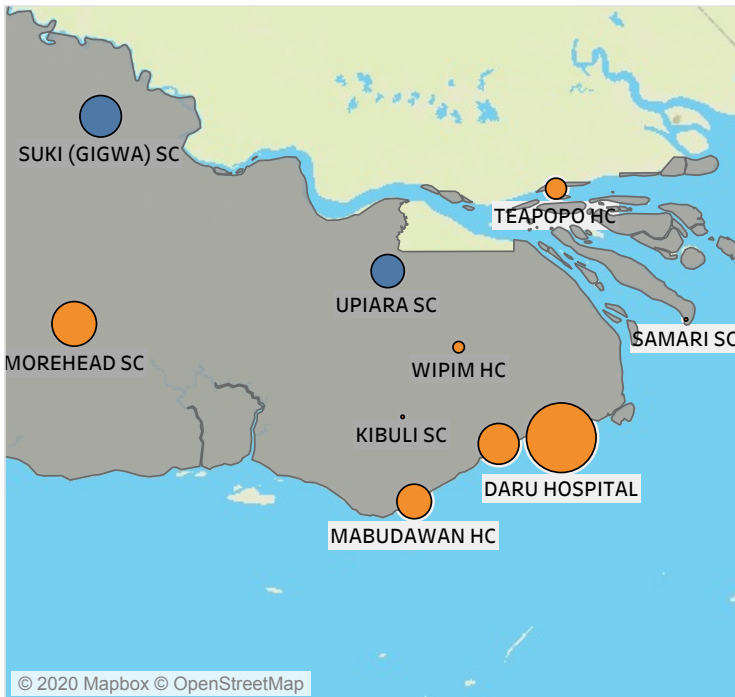 SUKI (GIGWA) SC
TEAPOPO HC
UPIARA SC
SAMARI SC
MOREHEAD SC
WIPIM HC
KIBULI SC
DARU HOSPITAL
MABUDAWAN HC
© 2020 Mapbox © OpenStreetMap